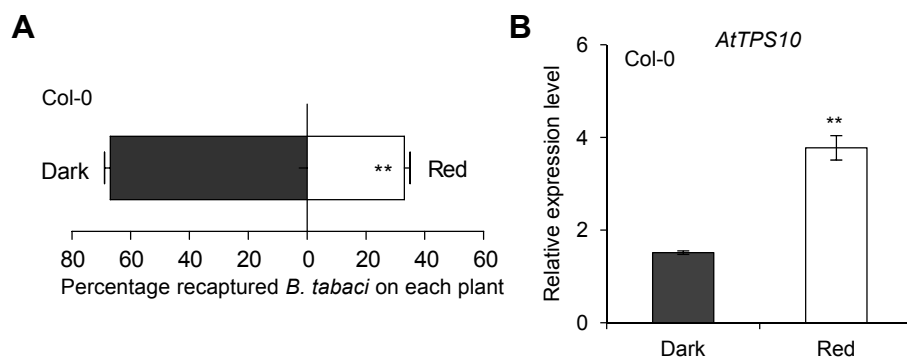 A
Col-0
Dark
**
Red
80 60 40 20 0 20 40 60
Percentage recaptured B. tabaci on each plant
B
AtTPS10
Col-0
Relative expression level
6
4
2
0
**
Dark Red